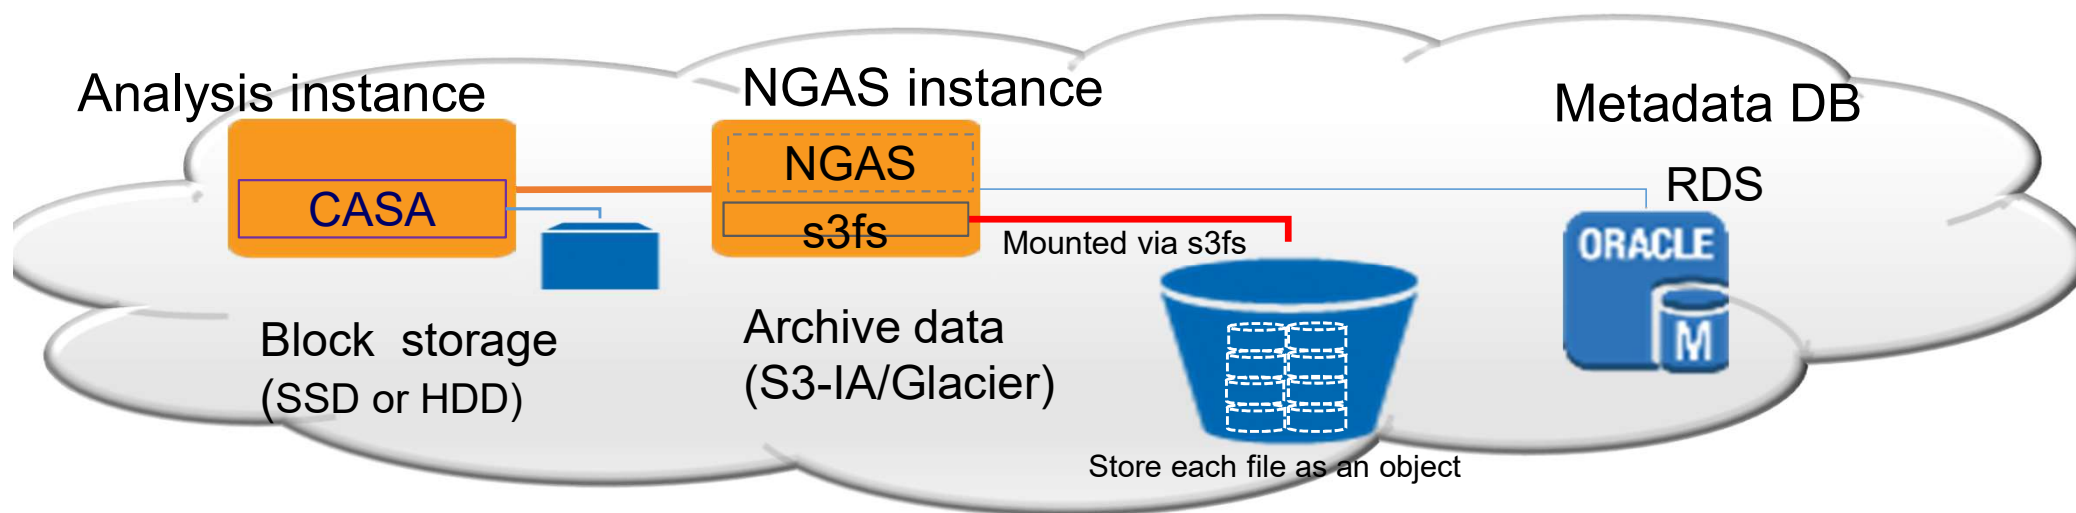 Analysis instance
NGAS instance
Metadata DB
CASA
NGAS
s3fs
Mounted via s3fs
RDS
ORACLE
M
Block storage
(SSD or HDD)
Archive data
(S3-IA/Glacier)
Store each file as an object